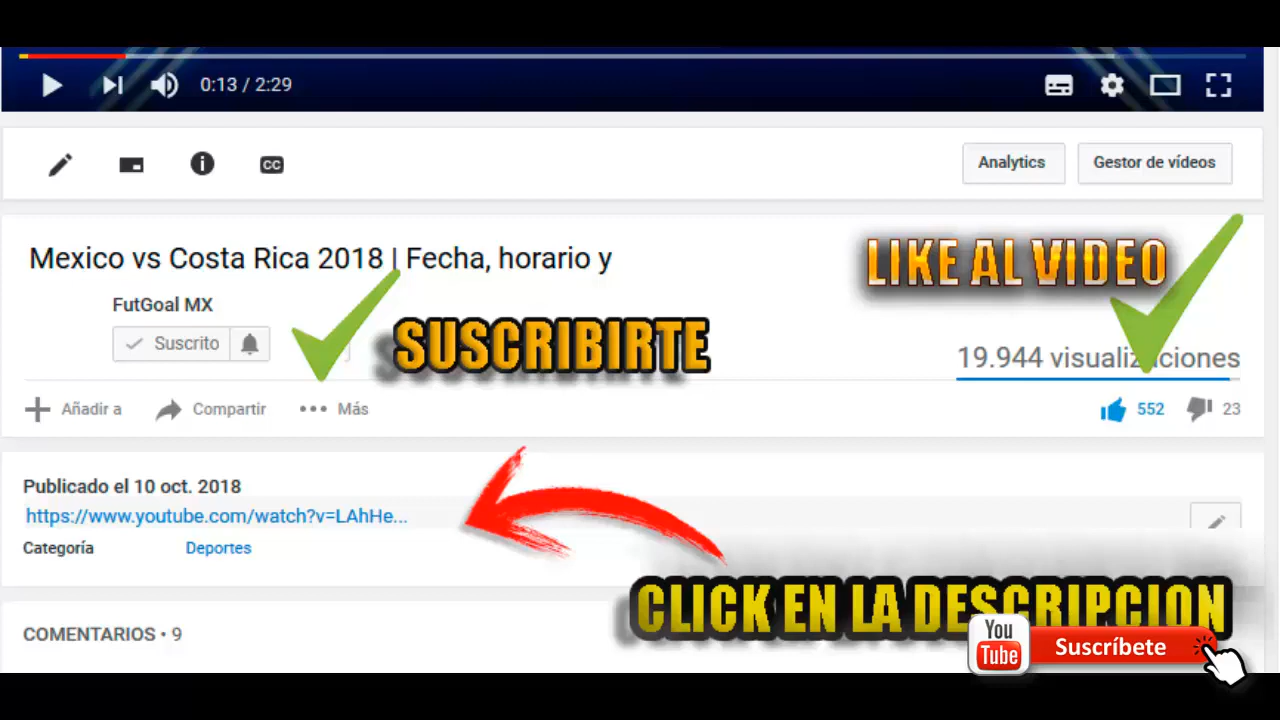 0:13 / 2:29
CC
Analytics
Gestor de vídeos
Mexico vs Costa Rica 2018 | Fecha, horario y
LIKE AL VIDEO
FutGoal MX
Suscrito
SUSCRIBIRTE
19.944 visualizaciones
Añadir a
Compartir
Más
552
23
Publicado el 10 oct. 2018
https://www.youtube.com/watch?v=LAhHe...
Categoría
Deportes
CLICK EN LA DESCRIPCION
COMENTARIOS • 9
You
Tube
Suscríbete